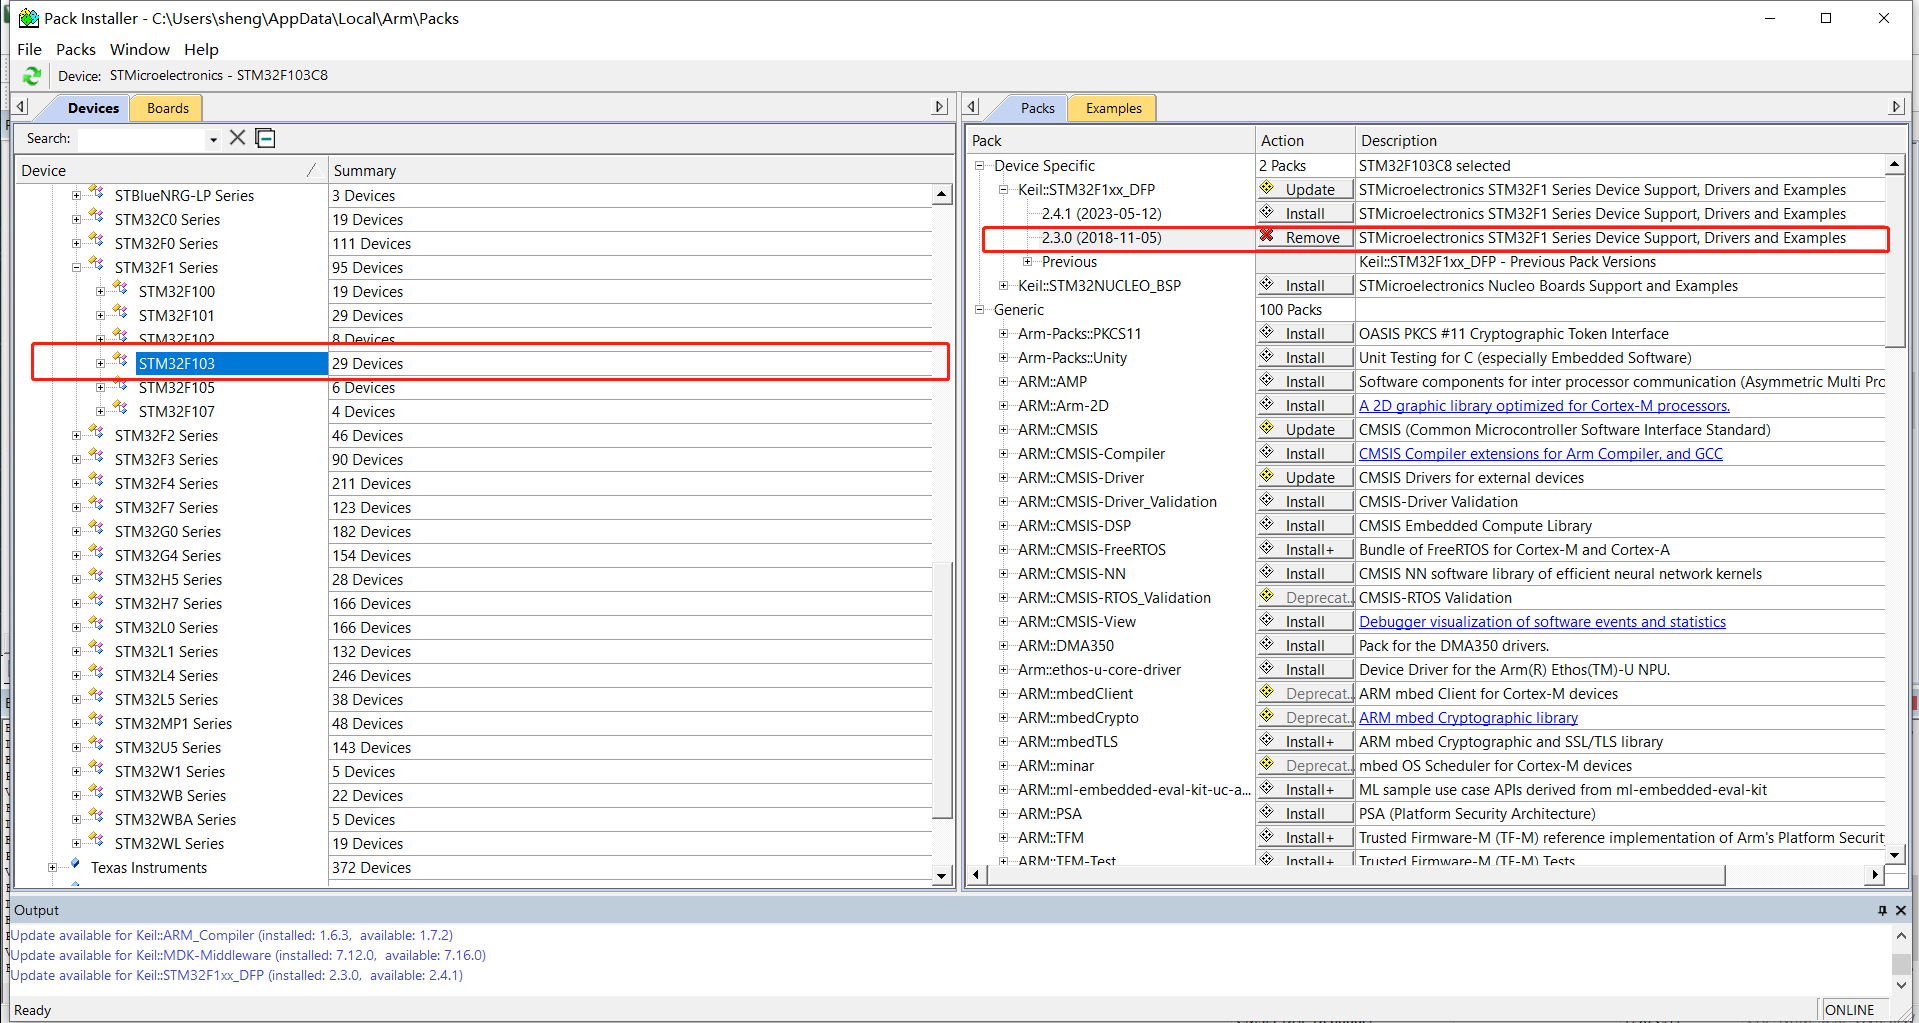 Pack Installer - C:\Users\sheng\AppData\Local\Arm\Packs
File Packs Window Help
Device: STMicroelectronics - STM32F103C8
Devices Boards
Search:
Device Summary
STBlueNRG-LP Series 3 Devices
STM32C0 Series 19 Devices
STM32F0 Series 111 Devices
STM32F1 Series 95 Devices
STM32F100 19 Devices
STM32F101 29 Devices
STM32F102 8 Devices
STM32F103 29 Devices
STM32F105 6 Devices
STM32F107 4 Devices
STM32F2 Series 46 Devices
STM32F3 Series 90 Devices
STM32F4 Series 211 Devices
STM32F7 Series 123 Devices
STM32G0 Series 182 Devices
STM32G4 Series 154 Devices
STM32H5 Series 28 Devices
STM32H7 Series 166 Devices
STM32L0 Series 166 Devices
STM32L1 Series 132 Devices
STM32L4 Series 246 Devices
STM32L5 Series 38 Devices
STM32MP1 Series 48 Devices
STM32U5 Series 143 Devices
STM32W1 Series 5 Devices
STM32WB Series 22 Devices
STM32WBA Series 5 Devices
STM32WL Series 19 Devices
Texas Instruments 372 Devices
Packs Examples
Pack Action Description
Device Specific 2 Packs STM32F103C8 selected
Keil::STM32F1xx_DFP Update STMicroelectronics STM32F1 Series Device Support, Drivers and Examples
2.4.1 (2023-05-12) Install STMicroelectronics STM32F1 Series Device Support, Drivers and Examples
2.3.0 (2018-11-05) Remove STMicroelectronics STM32F1 Series Device Support, Drivers and Examples
Previous Keil::STM32F1xx_DFP - Previous Pack Versions
Keil::STM32NUCLEO_BSP Install STMicroelectronics Nucleo Boards Support and Examples
Generic 100 Packs
Arm-Packs::PKCS11 Install OASIS PKCS #11 Cryptographic Token Interface
Arm-Packs::Unity Install Unit Testing for C (especially Embedded Software)
ARM::AMP Install Software components for inter processor communication (Asymmetric Multi Pro
ARM::Arm-2D Install A 2D graphic library optimized for Cortex-M processors.
ARM::CMSIS Update CMSIS (Common Microcontroller Software Interface Standard)
ARM::CMSIS-Compiler Install CMSIS Compiler extensions for Arm Compiler, and GCC
ARM::CMSIS-Driver Update CMSIS Drivers for external devices
ARM::CMSIS-Driver_Validation Install CMSIS-Driver Validation
ARM::CMSIS-DSP Install CMSIS Embedded Compute Library
ARM::CMSIS-FreeRTOS Install+ Bundle of FreeRTOS for Cortex-M and Cortex-A
ARM::CMSIS-NN Install CMSIS NN software library of efficient neural network kernels
ARM::CMSIS-RTOS_Validation Deprecat... CMSIS-RTOS Validation
ARM::CMSIS-View Install Debugger visualization of software events and statistics
ARM::DMA350 Install Pack for the DMA350 drivers.
Arm::ethos-u-core-driver Install Device Driver for the Arm(R) Ethos(TM)-U NPU.
ARM::mbedClient Deprecat... ARM mbed Client for Cortex-M devices
ARM::mbedCrypto Deprecat... ARM mbed Cryptographic library
ARM::mbedTLS Install+ ARM mbed Cryptographic and SSL/TLS library
ARM::minar Deprecat... mbed OS Scheduler for Cortex-M devices
ARM::ml-embedded-eval-kit-uc-a... Install+ ML sample use case APIs derived from ml-embedded-eval-kit
ARM::PSA Install PSA (Platform Security Architecture)
ARM::TFM Install+ Trusted Firmware-M (TF-M) reference implementation of Arm's Platform Securit
ARM::TFM-Test Install+ Trusted Firmware-M (TF-M) Tests
Output
Update available for Keil::ARM_Compiler (installed: 1.6.3, available: 1.7.2)
Update available for Keil::MDK-Middleware (installed: 7.12.0, available: 7.16.0)
Update available for Keil::STM32F1xx_DFP (installed: 2.3.0, available: 2.4.1)
Ready ONLINE